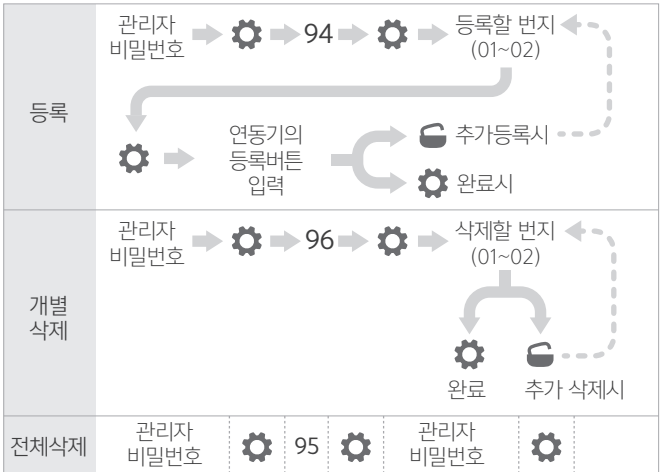 등록
관리자
비밀번호
94
등록할 번지
(01~02)
연동기의
등록버튼
입력
추가등록시
완료시
개별
삭제
관리자
비밀번호
96
삭제할 번지
(01~02)
완료
추가 삭제시
전체삭제
관리자
비밀번호
95
관리자
비밀번호